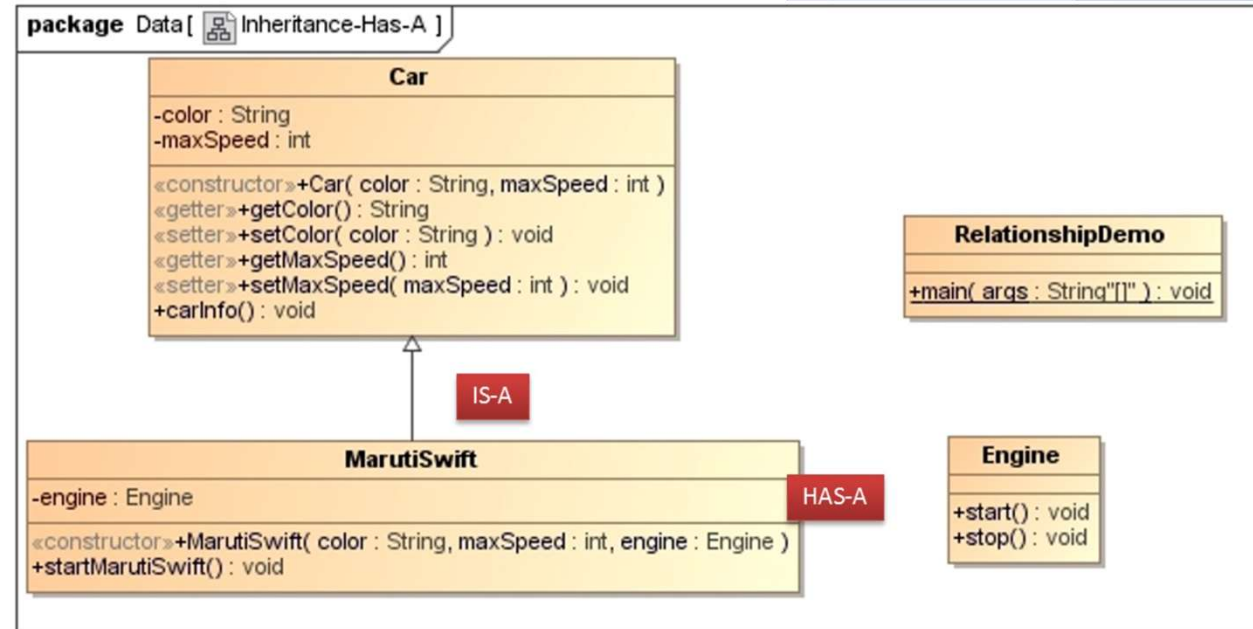 package Data [ Inheritance-Has-A ]
Car
-color : String
-maxSpeed : int
«constructor»+Car( color : String, maxSpeed : int )
«getter»+getColor() : String
«setter»+setColor( color : String ) : void
«getter»+getMaxSpeed() : int
«setter»+setMaxSpeed( maxSpeed : int ) : void
+carInfo() : void
RelationshipDemo
+main( args : String"[]" ) : void
IS-A
MarutiSwift
-engine : Engine
«constructor»+MarutiSwift( color : String, maxSpeed : int, engine : Engine )
+startMarutiSwift() : void
HAS-A
Engine
+start() : void
+stop() : void